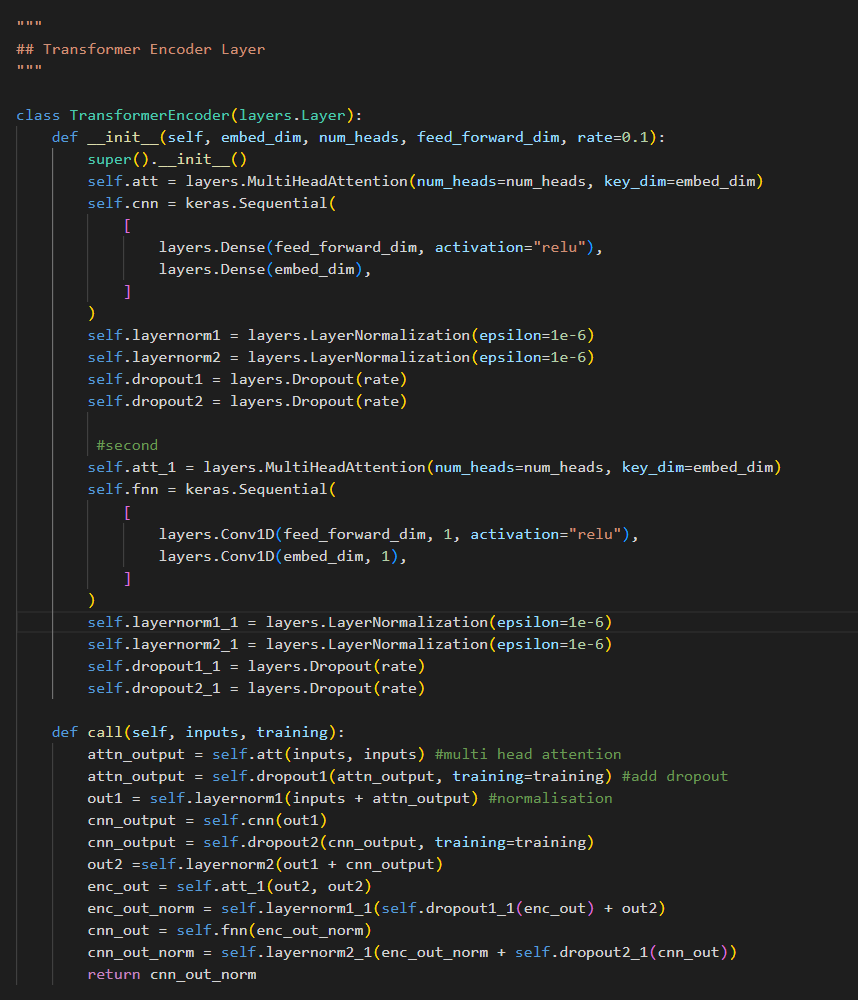 """
## Transformer Encoder Layer
"""
class TransformerEncoder(layers.Layer):
    def __init__(self, embed_dim, num_heads, feed_forward_dim, rate=0.1):
        super().__init__()
        self.att = layers.MultiHeadAttention(num_heads=num_heads, key_dim=embed_dim)
        self.cnn = keras.Sequential(
            [
                layers.Dense(feed_forward_dim, activation="relu"),
                layers.Dense(embed_dim),
            ]
        )
        self.layernorm1 = layers.LayerNormalization(epsilon=1e-6)
        self.layernorm2 = layers.LayerNormalization(epsilon=1e-6)
        self.dropout1 = layers.Dropout(rate)
        self.dropout2 = layers.Dropout(rate)
         #second
        self.att_1 = layers.MultiHeadAttention(num_heads=num_heads, key_dim=embed_dim)
        self.fnn = keras.Sequential(
            [
                layers.Conv1D(feed_forward_dim, 1, activation="relu"),
                layers.Conv1D(embed_dim, 1),
            ]
        )
        self.layernorm1_1 = layers.LayerNormalization(epsilon=1e-6)
        self.layernorm2_1 = layers.LayerNormalization(epsilon=1e-6)
        self.dropout1_1 = layers.Dropout(rate)
        self.dropout2_1 = layers.Dropout(rate)
    def call(self, inputs, training):
        attn_output = self.att(inputs, inputs) #multi head attention
        attn_output = self.dropout1(attn_output, training=training) #add dropout
        out1 = self.layernorm1(inputs + attn_output) #normalisation
        cnn_output = self.cnn(out1)
        cnn_output = self.dropout2(cnn_output, training=training)
        out2 =self.layernorm2(out1 + cnn_output)
        enc_out = self.att_1(out2, out2)
        enc_out_norm = self.layernorm1_1(self.dropout1_1(enc_out) + out2)
        cnn_out = self.fnn(enc_out_norm)
        cnn_out_norm = self.layernorm2_1(enc_out_norm + self.dropout2_1(cnn_out))
        return cnn_out_norm